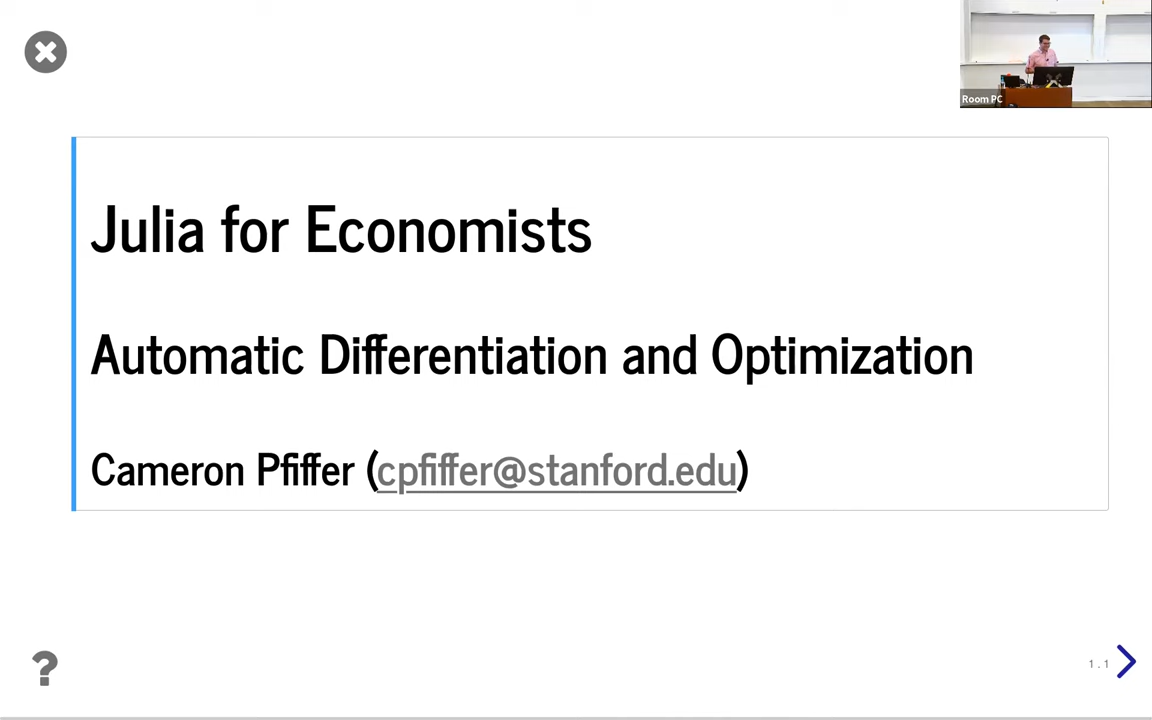 Room PC
Julia for Economists
Automatic Differentiation and Optimization
Cameron Pfiffer (cpfiffer@stanford.edu)
?
1.1